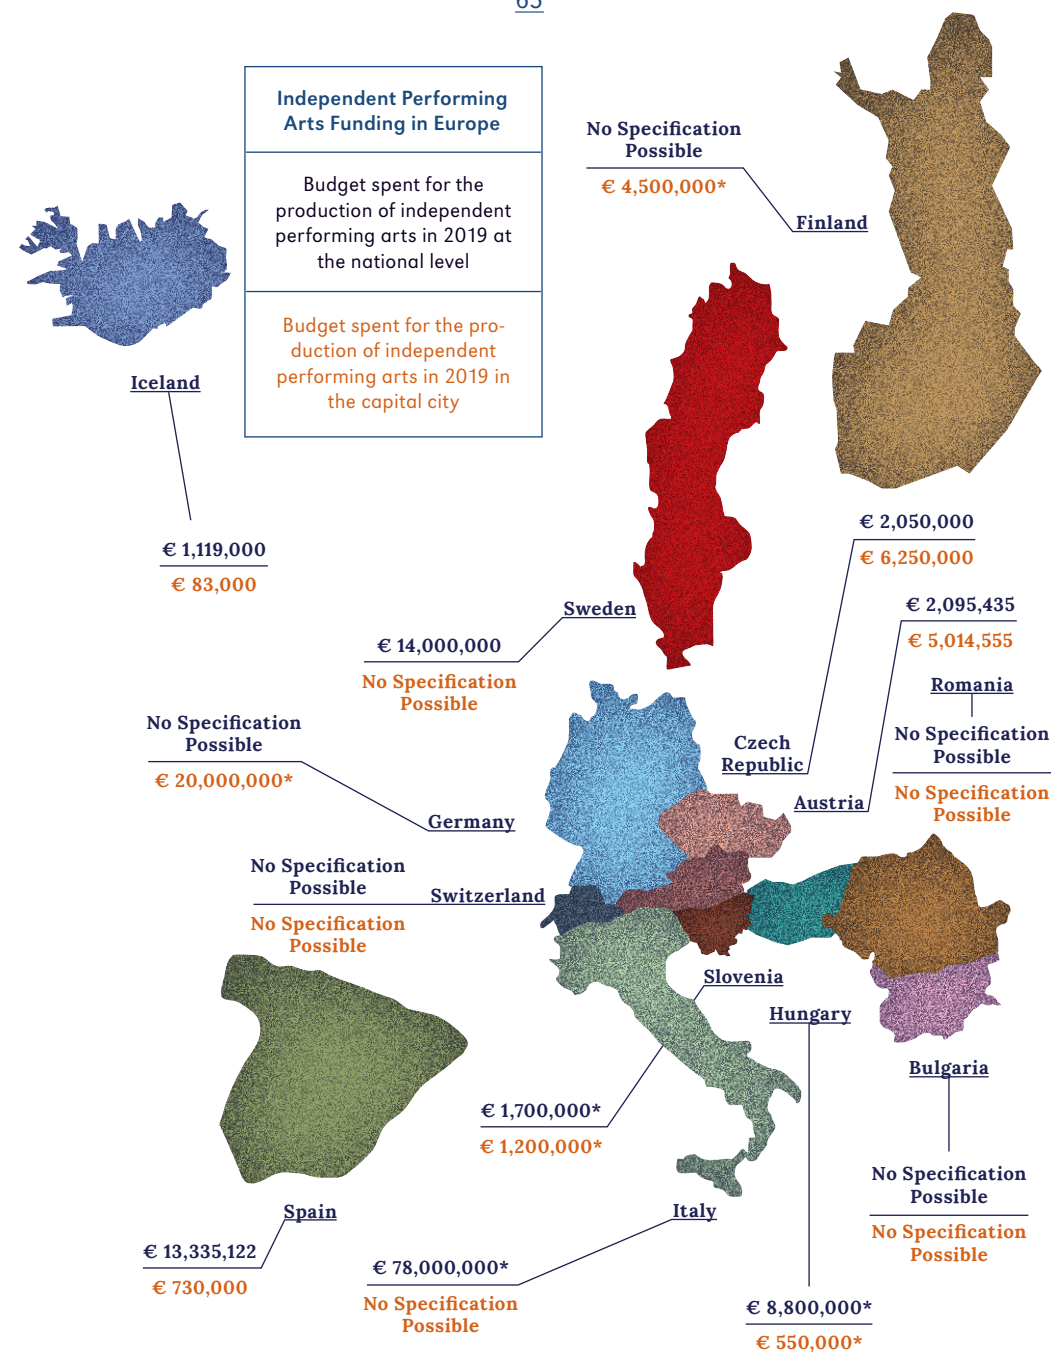 65
Independent Performing
Arts Funding in Europe
Budget spent for the
production of independent
performing arts in 2019 at
the national level
Budget spent for the pro-
duction of independent
performing arts in 2019 in
the capital city
No Specification
Possible
€ 4,500,000*
Finland
Iceland
€ 1,119,000
€ 83,000
€ 2,050,000
€ 6,250,000
Sweden
€ 14,000,000
No Specification
Possible
€ 2,095,435
€ 5,014,555
Romania
No Specification
Possible
No Specification
Possible
No Specification
Possible
€ 20,000,000*
Germany
Czech
Republic
Austria
No Specification
Possible
Switzerland
No Specification
Possible
Slovenia
€ 1,700,000*
€ 1,200,000*
Hungary
€ 8,800,000*
€ 550,000*
Bulgaria
No Specification
Possible
No Specification
Possible
Spain
€ 13,335,122
€ 730,000
Italy
€ 78,000,000*
No Specification
Possible